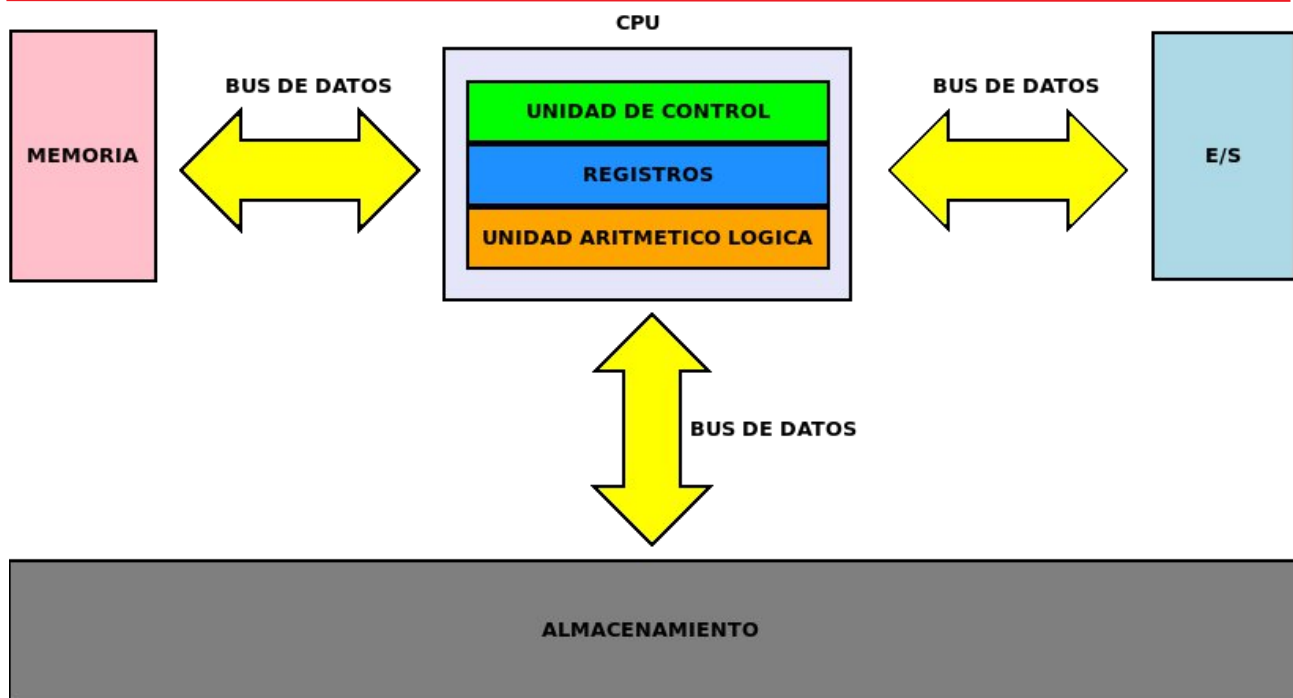 CPU
BUS DE DATOS
BUS DE DATOS
MEMORIA
UNIDAD DE CONTROL
REGISTROS
UNIDAD ARITMETICO LOGICA
E/S
BUS DE DATOS
ALMACENAMIENTO